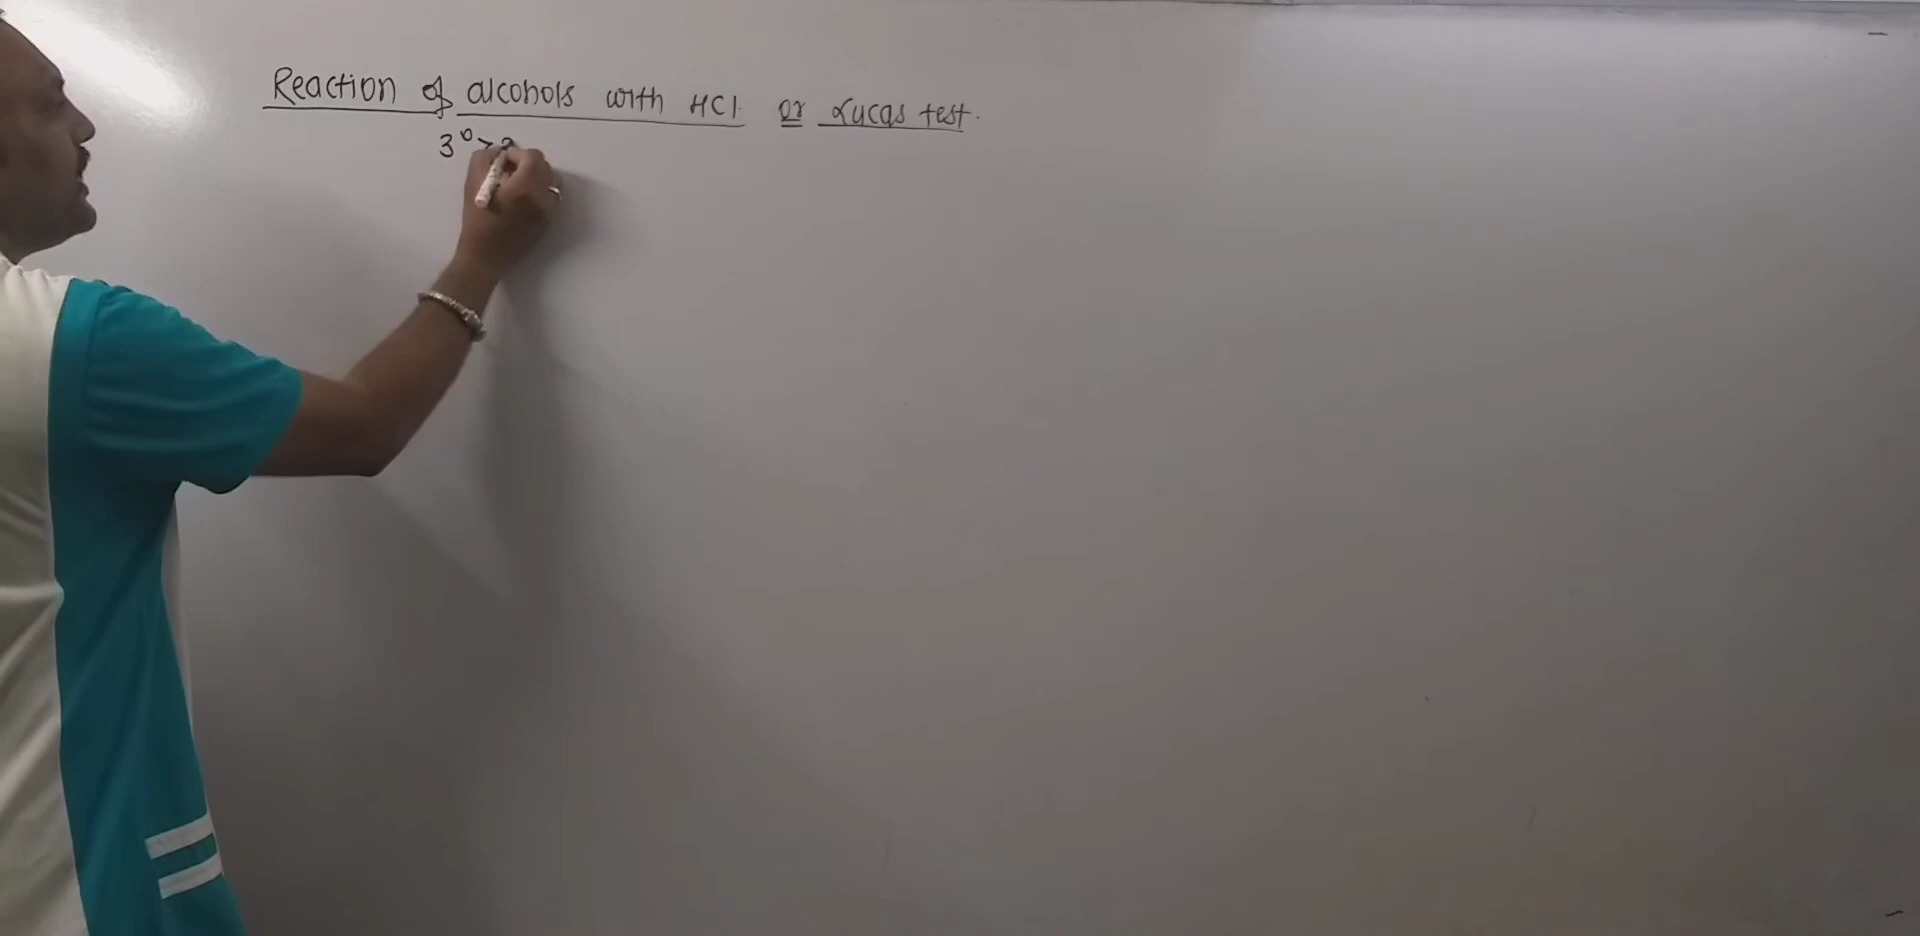 Reaction of alcohols with HCl or Lucas test.
3° >